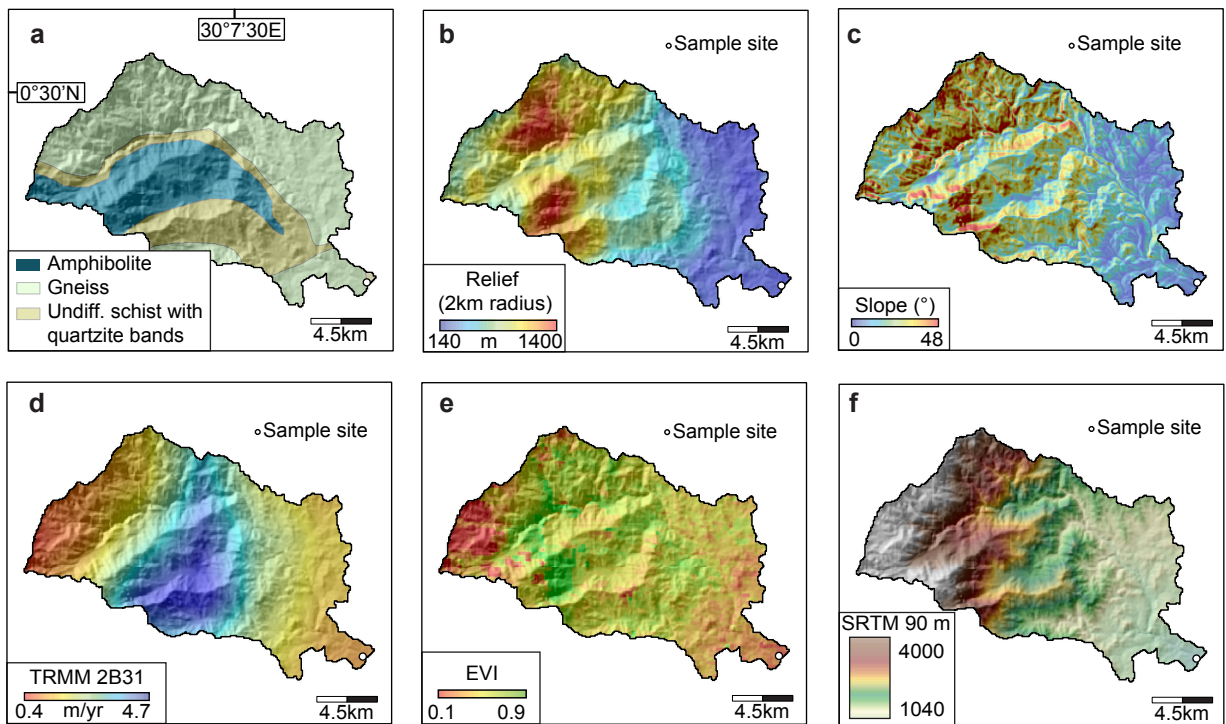 a
30°7'30E
0°30'N
Amphibolite
Gneiss
Undiff. schist with
quartzite bands
4.5km
b
Sample site
Relief
(2km radius)
140 m 1400
4.5km
c
Sample site
Slope (°)
0 48
4.5km
d
Sample site
TRMM 2B31
0.4 m/yr 4.7
4.5km
e
Sample site
EVI
0.1 0.9
4.5km
f
Sample site
SRTM 90 m
4000
1040
4.5km